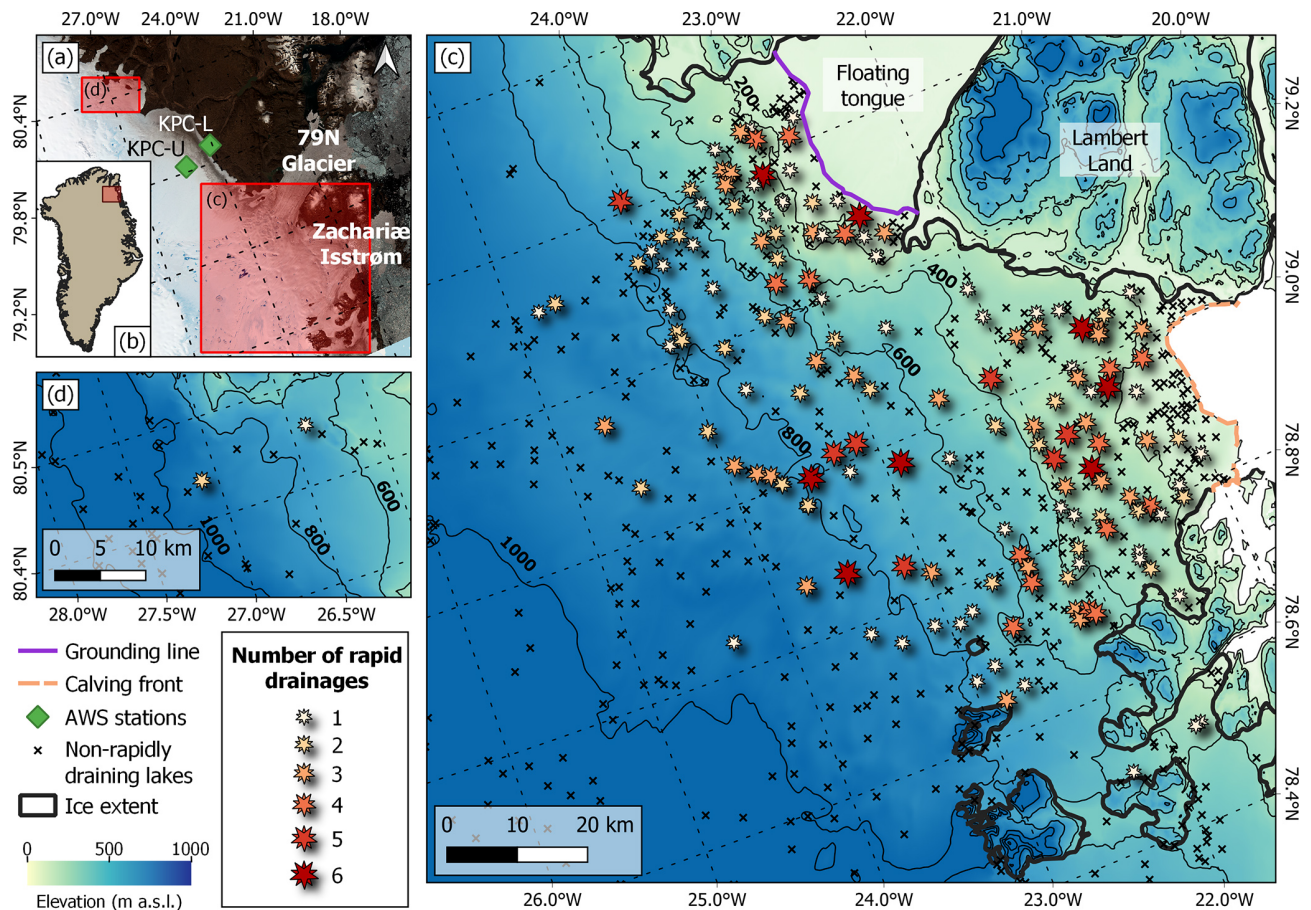 27.0°W 24.0°W 21.0°W 18.0°W
(a)
(d)
KPC-L
KPC-U
79N
Glacier
(c)
Zachariæ
Isstrøm
(b)
80.4°N
79.8°N
79.2°N
(d)
1000
800
600
0 5 10 km
80.5°N
80.4°N
28.0°W 27.5°W 27.0°W 26.5°W
Grounding line
Calving front
AWS stations
Non-rapidly
draining lakes
Ice extent
0 500 1000
Elevation (m a.s.l.)
Number of rapid
drainages
1
2
3
4
5
6
24.0°W 23.0°W 22.0°W 21.0°W 20.0°W
(c)
200
Floating
tongue
Lambert
Land
400
600
800
1000
0 10 20 km
79.2°N
79.0°N
78.8°N
78.6°N
78.4°N
26.0°W 25.0°W 24.0°W 23.0°W 22.0°W